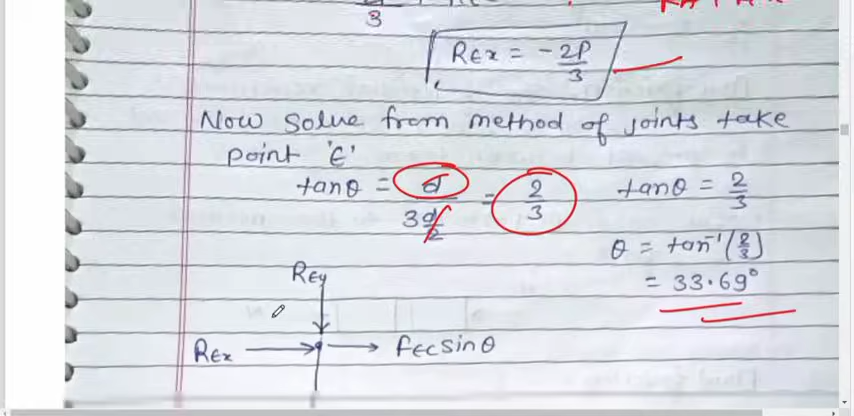 3
REx = -2P/3
Now solve from method of joints take
point 'E'
tanθ = d / 3d/2 = 2/3 tanθ = 2/3
θ = tan⁻¹(2/3)
= 33.69°
REy
REx → FEC sinθ